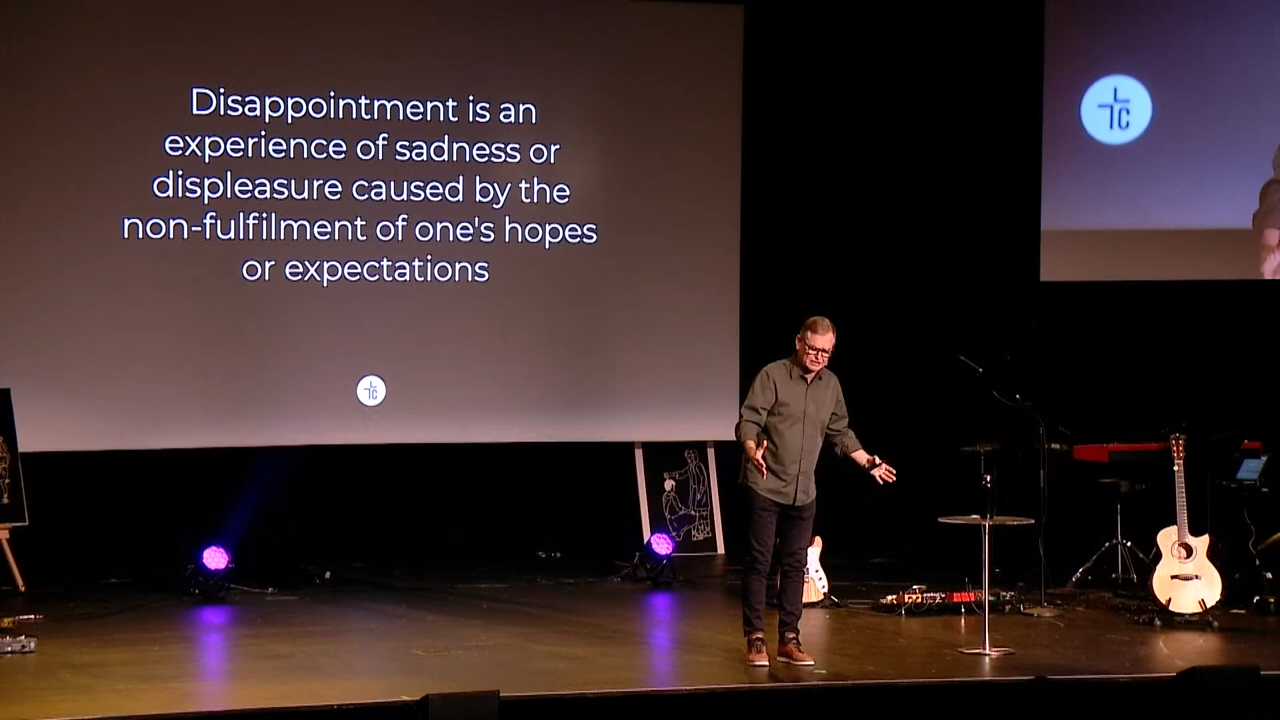 Disappointment is an
experience of sadness or
displeasure caused by the
non-fulfilment of one's hopes
or expectations
C
C